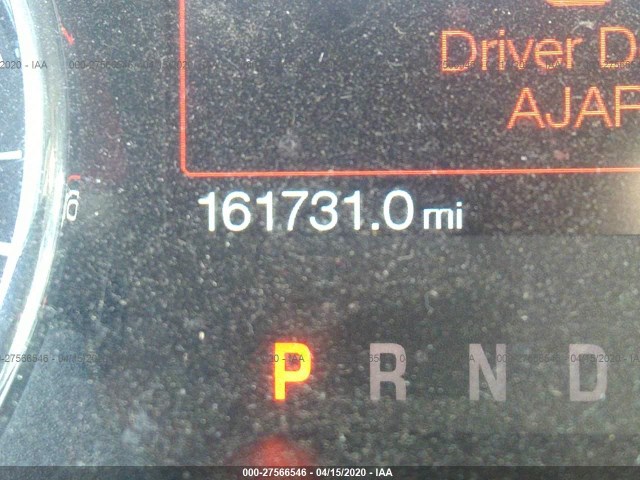 Driver D
AJAR
161731.0 mi
P R N D
000-27566546 - 04/15/2020 - IAA